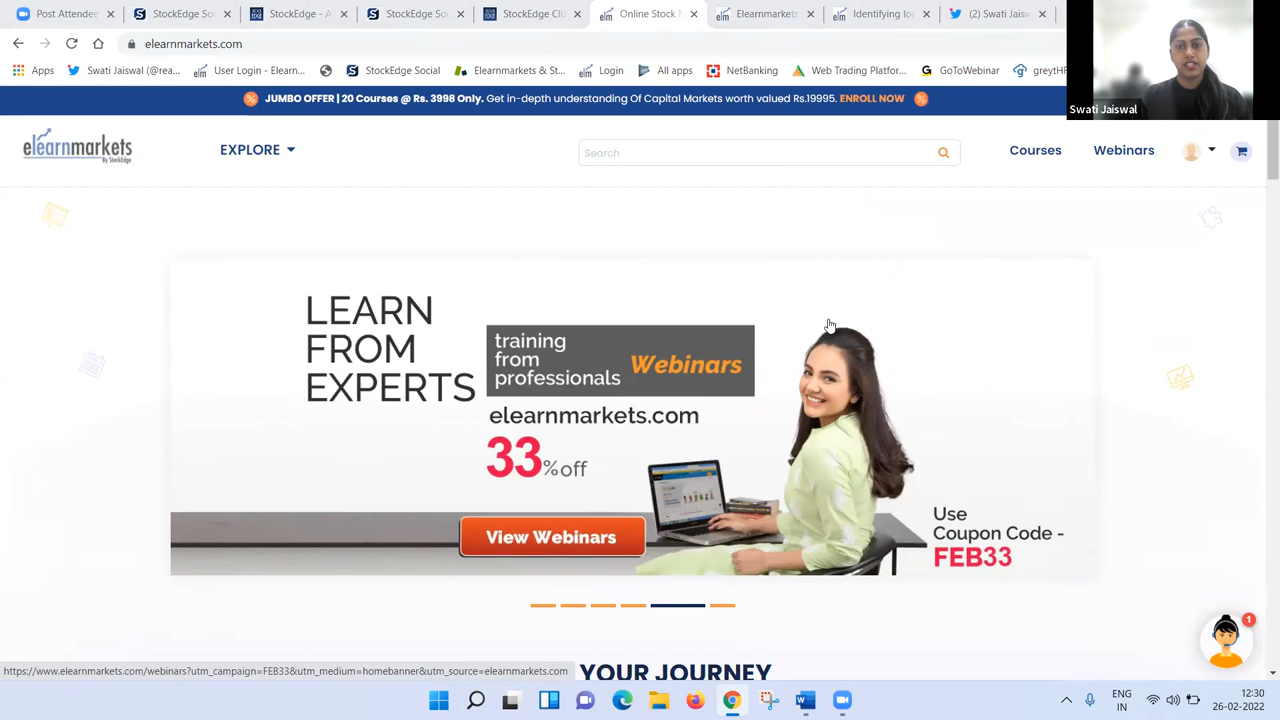 Post Attendee
StockEdge So
StockEdge - A
StockEdge So
StockEdge Clu
Online Stock M
Elearnmarkets
Identifying lo
(2) Swati Jaisw
elearnmarkets.com
Apps
Swati Jaiswal (@rea...
User Login - Elearn...
StockEdge Social
Elearnmarkets & St...
Login
All apps
NetBanking
Web Trading Platfor...
GoToWebinar
greytHR
Swati Jaiswal
JUMBO OFFER | 20 Courses @ Rs. 3998 Only. Get in-depth understanding Of Capital Markets worth valued Rs.19995. ENROLL NOW
elearnmarkets
By StockEdge
EXPLORE
Search
Courses
Webinars
LEARN
FROM
EXPERTS
training
from
professionals
Webinars
elearnmarkets.com
33%off
View Webinars
Use
Coupon Code -
FEB33
1
https://www.elearnmarkets.com/webinars?utm_campaign=FEB33&utm_medium=homebanner&utm_source=elearnmarkets.com
YOUR JOURNEY
ENG
IN
12:30
26-02-2022